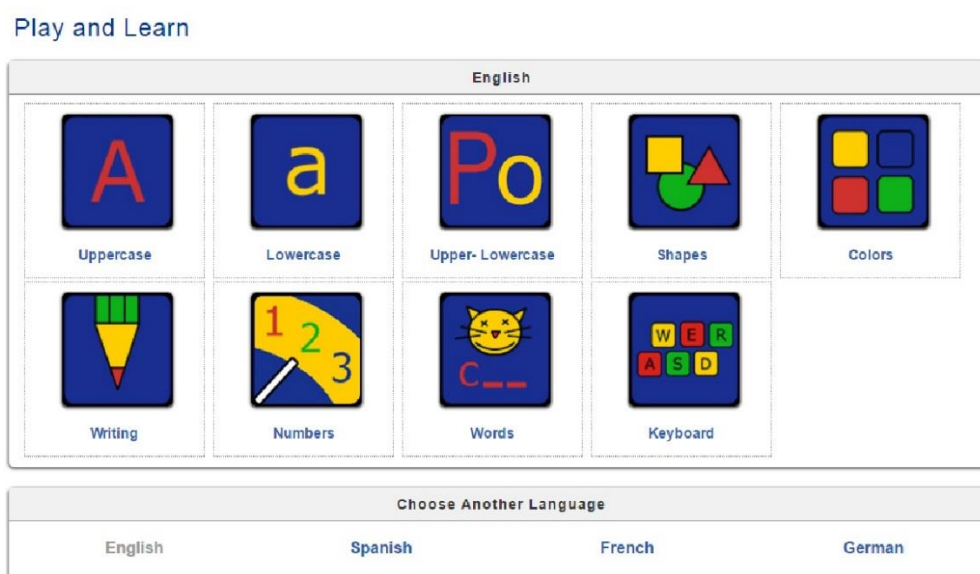 Play and Learn
English
A a Po
Uppercase Lowercase Upper- Lowercase Shapes Colors
1 2 3 C__ W E R
A S D
Writing Numbers Words Keyboard
Choose Another Language
English Spanish French German